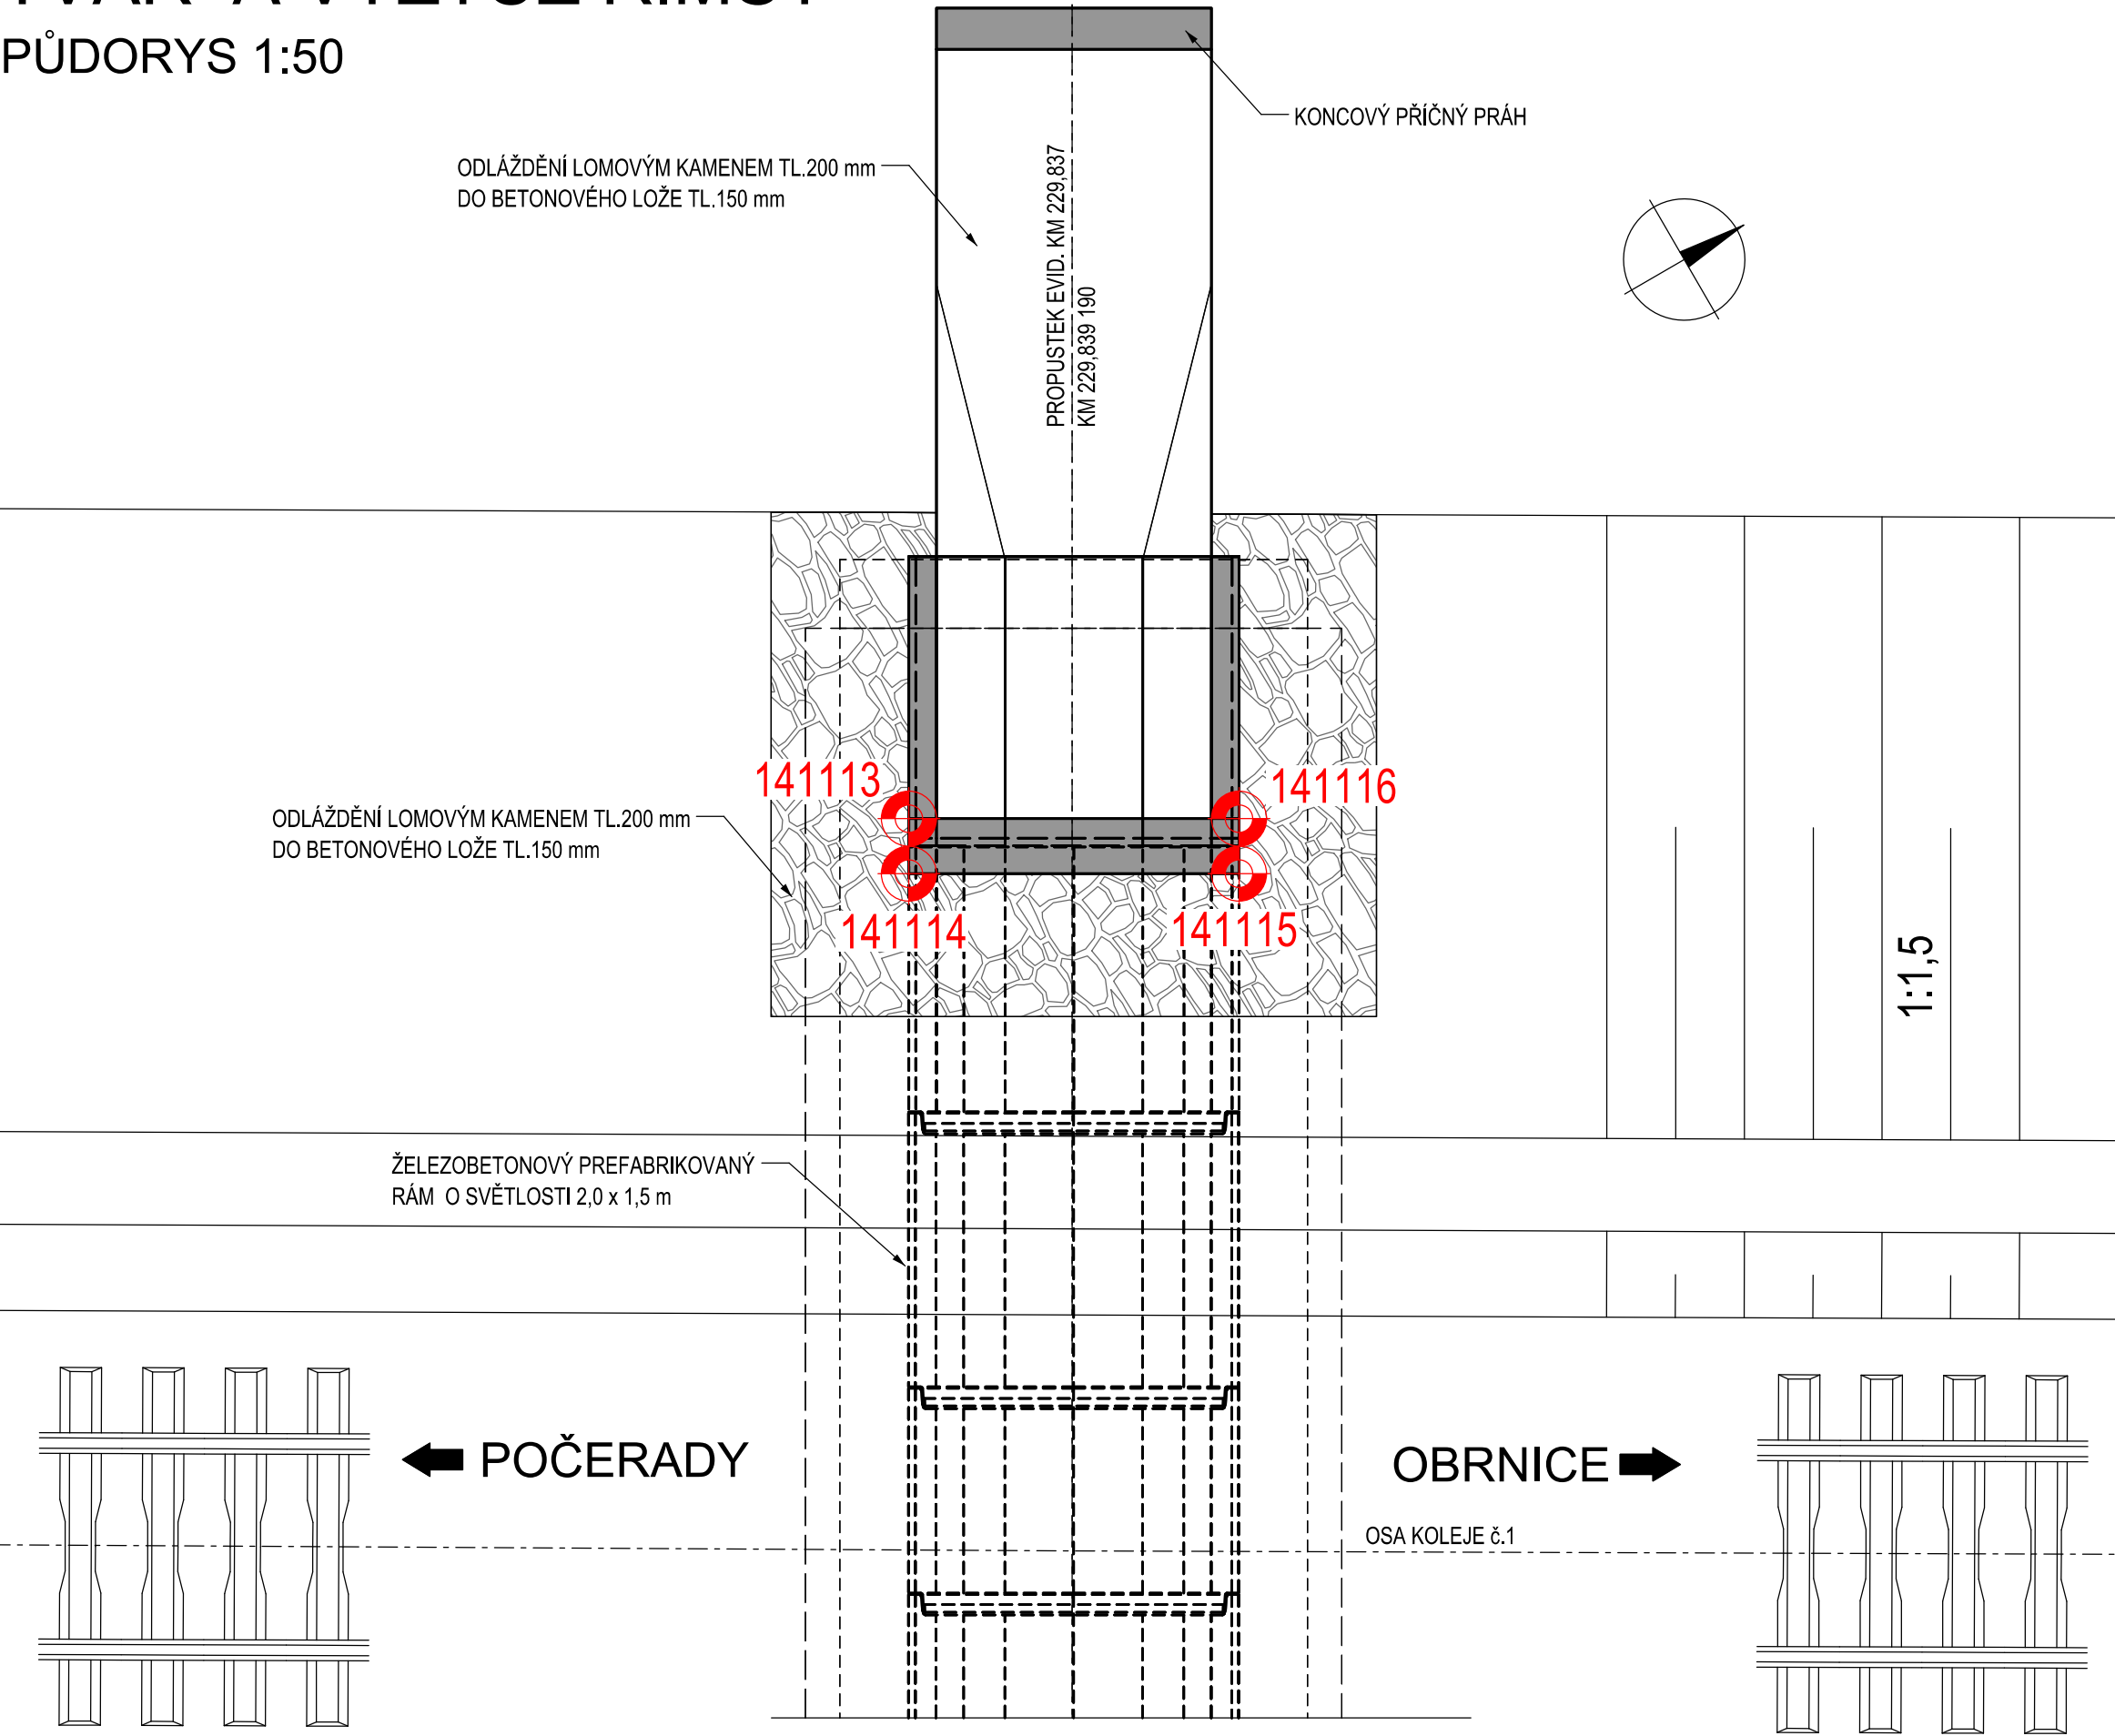 PŮDORYS 1:50
KONCOVÝ PŘÍČNÝ PRÁH
ODLÁŽDĚNÍ LOMOVÝM KAMENEM TL.200 mm
DO BETONOVÉHO LOŽE TL.150 mm
PROPUSTEK EVID. KM 229,837
KM 229,839 190
141113
141116
ODLÁŽDĚNÍ LOMOVÝM KAMENEM TL.200 mm
DO BETONOVÉHO LOŽE TL.150 mm
141114
141115
1:1,5
ŽELEZOBETONOVÝ PREFABRIKOVANÝ
RÁM O SVĚTLOSTI 2,0 x 1,5 m
POČERADY
OBRNICE
OSA KOLEJE č.1